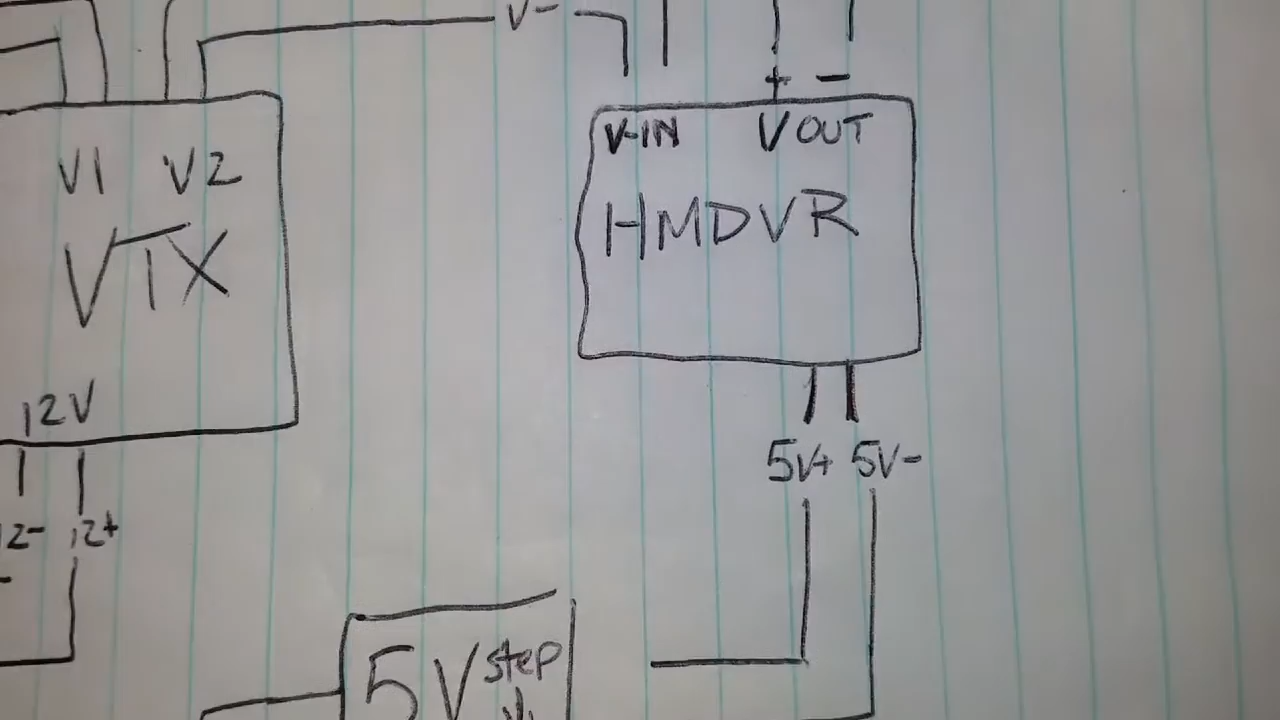 V-
+ -
V-IN VOUT
V1 V2
HMDVR
VTX
12V
5V+ 5V-
12- 12+
5V step